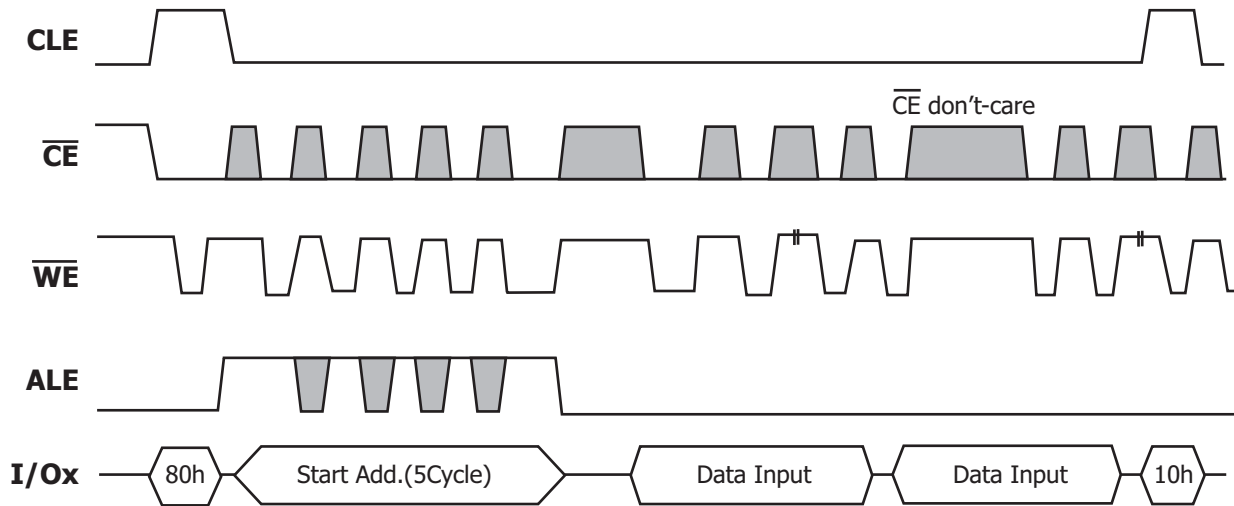 CLE
CE don’t-care
CE
WE
ALE
I/Ox
80h
Start Add.(5Cycle)
Data Input
Data Input
10h